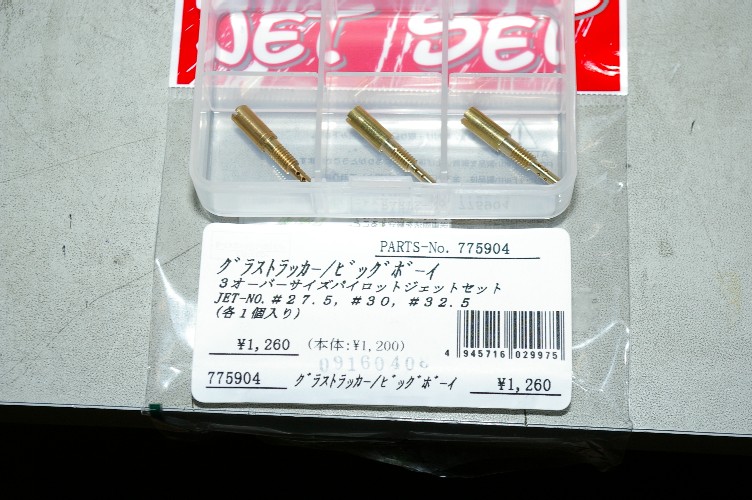 JET SET
PARTS-No. 775904
ｸﾞﾗｽﾄﾗｯｶｰ/ﾋﾞｯｸﾞﾎﾞｰｲ
３オーバーサイズパイロットジェットセット
JET-NO.＃２７.５, ＃３０, ＃３２.５
(各１個入り)
¥1,260 (本体:¥1,200)
4 945716 029975
775904 ｸﾞﾗｽﾄﾗｯｶｰ/ﾋﾞｯｸﾞﾎﾞｰｲ ¥1,260